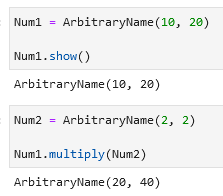 Num1 = ArbitraryName(10, 20)
Num1.show()
ArbitraryName(10, 20)
Num2 = ArbitraryName(2, 2)
Num1.multiply(Num2)
ArbitraryName(20, 40)